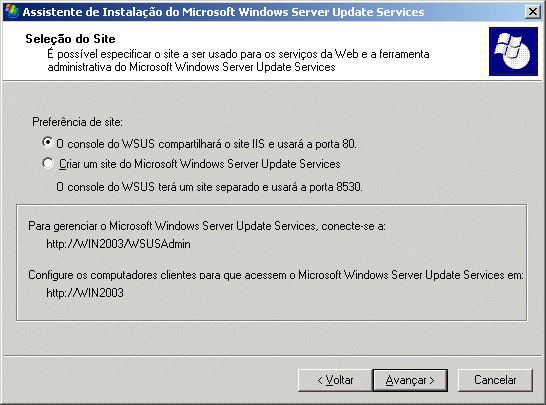 Assistente de Instalação do Microsoft Windows Server Update Services
Seleção do Site
É possível especificar o site a ser usado para os serviços da Web e a ferramenta
administrativa do Microsoft Windows Server Update Services
Preferência de site:
O console do WSUS compartilhará o site IIS e usará a porta 80.
Criar um site do Microsoft Windows Server Update Services
O console do WSUS terá um site separado e usará a porta 8530.
Para gerenciar o Microsoft Windows Server Update Services, conecte-se a:
http://WIN2003/WSUSAdmin
Configure os computadores clientes para que acessem o Microsoft Windows Server Update Services em:
http://WIN2003
< Voltar Avançar > Cancelar